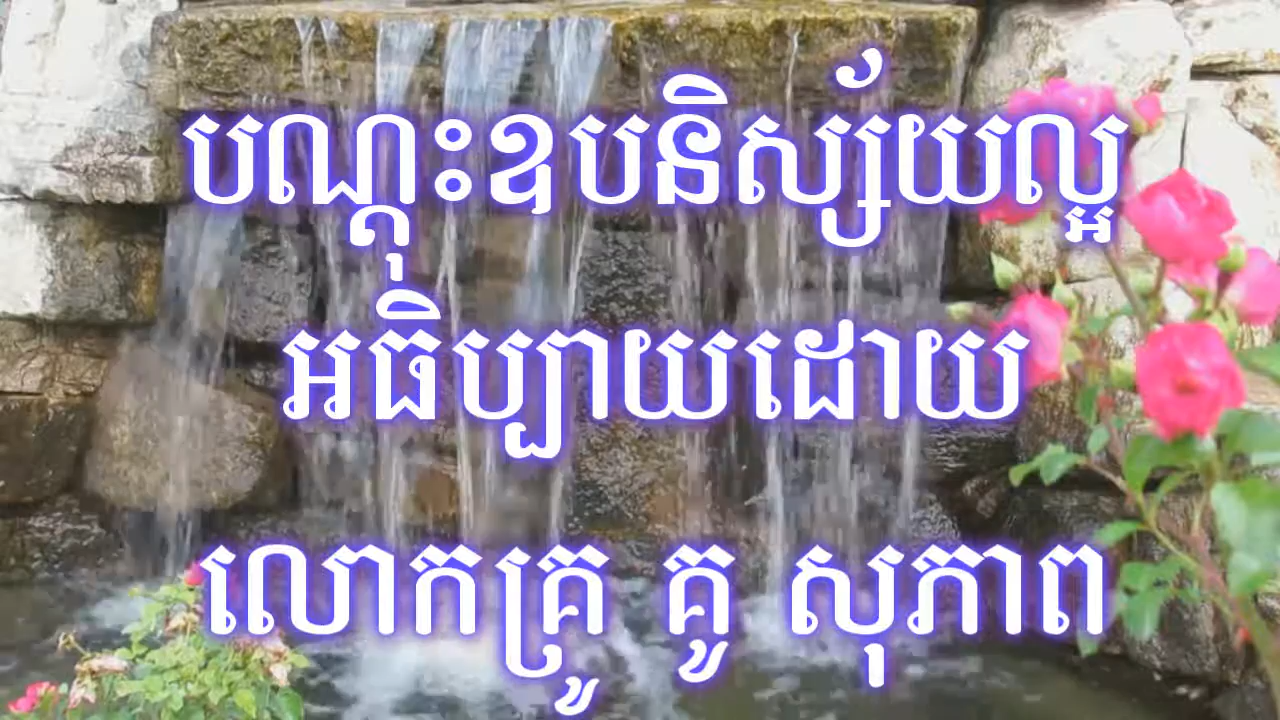 បណ្ដុះឧបនិស្ស័យល្អ
អធិប្បាយដោយ
លោកគ្រូ គូ សុភាព